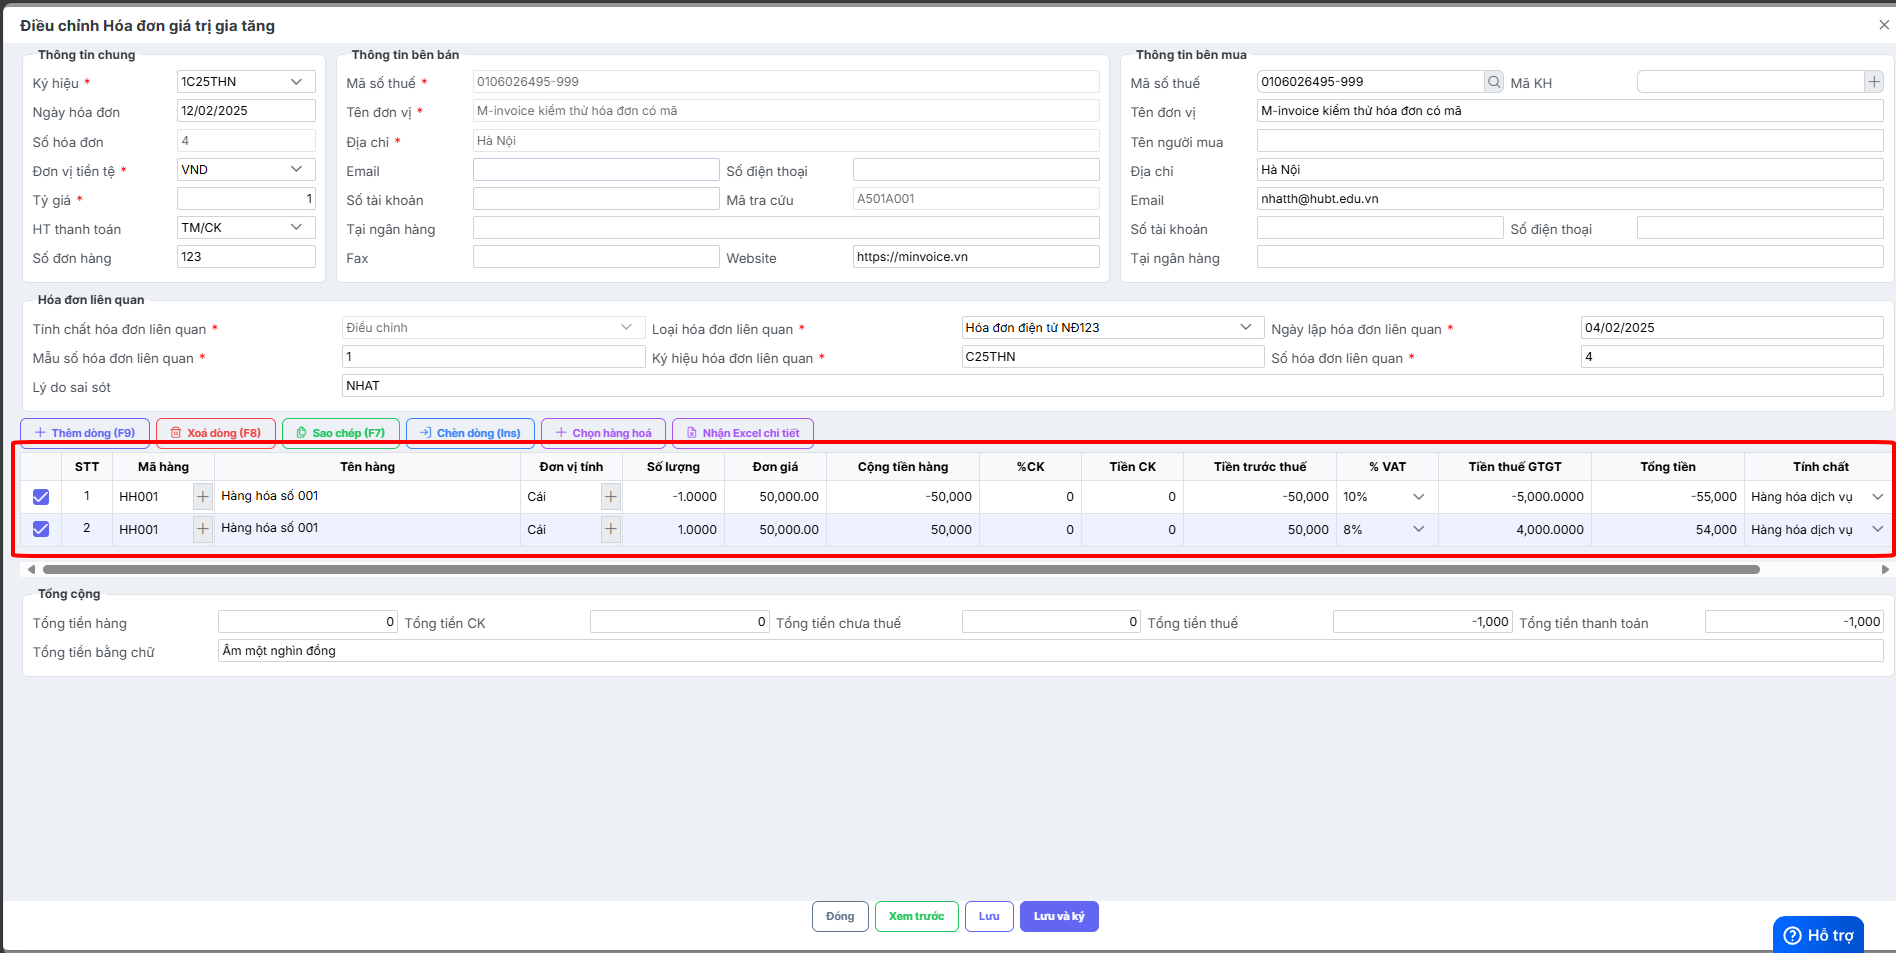 Điều chỉnh Hóa đơn giá trị gia tăng
Thông tin chung
Ký hiệu * 1C25THN
Ngày hóa đơn 12/02/2025
Số hóa đơn 4
Đơn vị tiền tệ * VND
Tỷ giá * 1
HT thanh toán TM/CK
Số đơn hàng 123
Thông tin bên bán
Mã số thuế * 0106026495-999
Tên đơn vị * M-invoice kiểm thử hóa đơn có mã
Địa chỉ * Hà Nội
Email Số điện thoại
Số tài khoản Mã tra cứu A501A001
Tại ngân hàng
Fax Website https://minvoice.vn
Thông tin bên mua
Mã số thuế 0106026495-999 Mã KH
Tên đơn vị M-invoice kiểm thử hóa đơn có mã
Tên người mua
Địa chỉ Hà Nội
Email nhatth@hubt.edu.vn
Số tài khoản Số điện thoại
Tại ngân hàng
Hóa đơn liên quan
Tính chất hóa đơn liên quan * Điều chỉnh Loại hóa đơn liên quan * Hóa đơn điện tử NĐ123 Ngày lập hóa đơn liên quan * 04/02/2025
Mẫu số hóa đơn liên quan * 1 Ký hiệu hóa đơn liên quan * C25THN Số hóa đơn liên quan * 4
Lý do sai sót NHAT
Thêm dòng (F9) Xoá dòng (F8) Sao chép (F7) Chèn dòng (Ins) Chọn hàng hoá Nhận Excel chi tiết
STT Mã hàng Tên hàng Đơn vị tính Số lượng Đơn giá Cộng tiền hàng %CK Tiền CK Tiền trước thuế % VAT Tiền thuế GTGT Tổng tiền Tính chất
1 HH001 Hàng hóa số 001 Cái -1.0000 50,000.00 -50,000 0 0 -50,000 10% -5,000.0000 -55,000 Hàng hóa dịch vụ
2 HH001 Hàng hóa số 001 Cái 1.0000 50,000.00 50,000 0 0 50,000 8% 4,000.0000 54,000 Hàng hóa dịch vụ
Tổng cộng
Tổng tiền hàng 0 Tổng tiền CK 0 Tổng tiền chưa thuế 0 Tổng tiền thuế -1,000 Tổng tiền thanh toán -1,000
Tổng tiền bằng chữ Âm một nghìn đồng
Đóng Xem trước Lưu Lưu và ký
Hỗ trợ